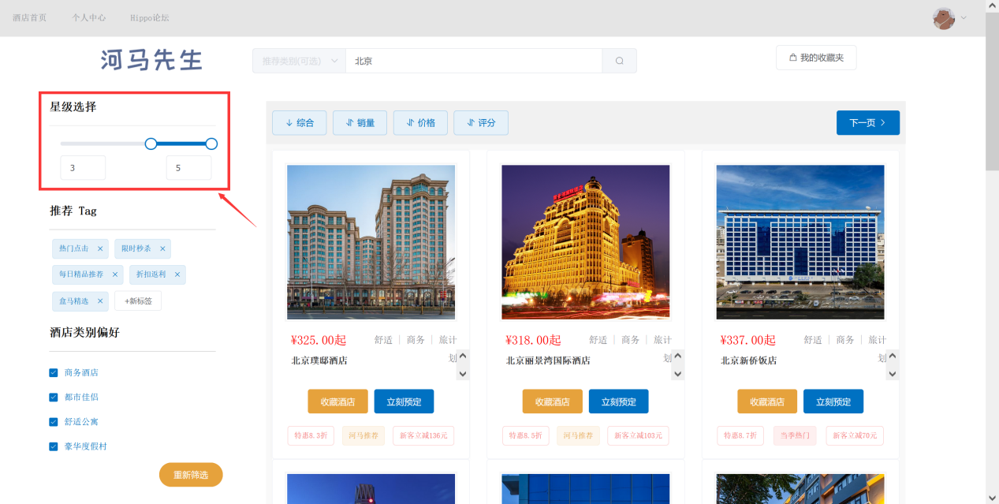 酒店首页 个人中心 Hippo论坛
河马先生
推荐类别(可选) 北京
我的收藏夹
星级选择
3 5
推荐 Tag
热门点击 × 限时秒杀 ×
每日精品推荐 × 折扣返利 ×
盒马精选 × +新标签
酒店类别偏好
商务酒店
都市佳侣
舒适公寓
豪华度假村
重新筛选
综合 销量 价格 评分 下一页
¥325.00起 舒适 商务 旅计划
北京璞邸酒店
收藏酒店 立刻预定
特惠8.3折 河马推荐 新客立减136元
¥318.00起 舒适 商务 旅计划
北京丽景湾国际酒店
收藏酒店 立刻预定
特惠8.5折 河马推荐 新客立减103元
¥337.00起 舒适 商务 旅计划
北京新侨饭店
收藏酒店 立刻预定
特惠8.7折 当季热门 新客立减70元